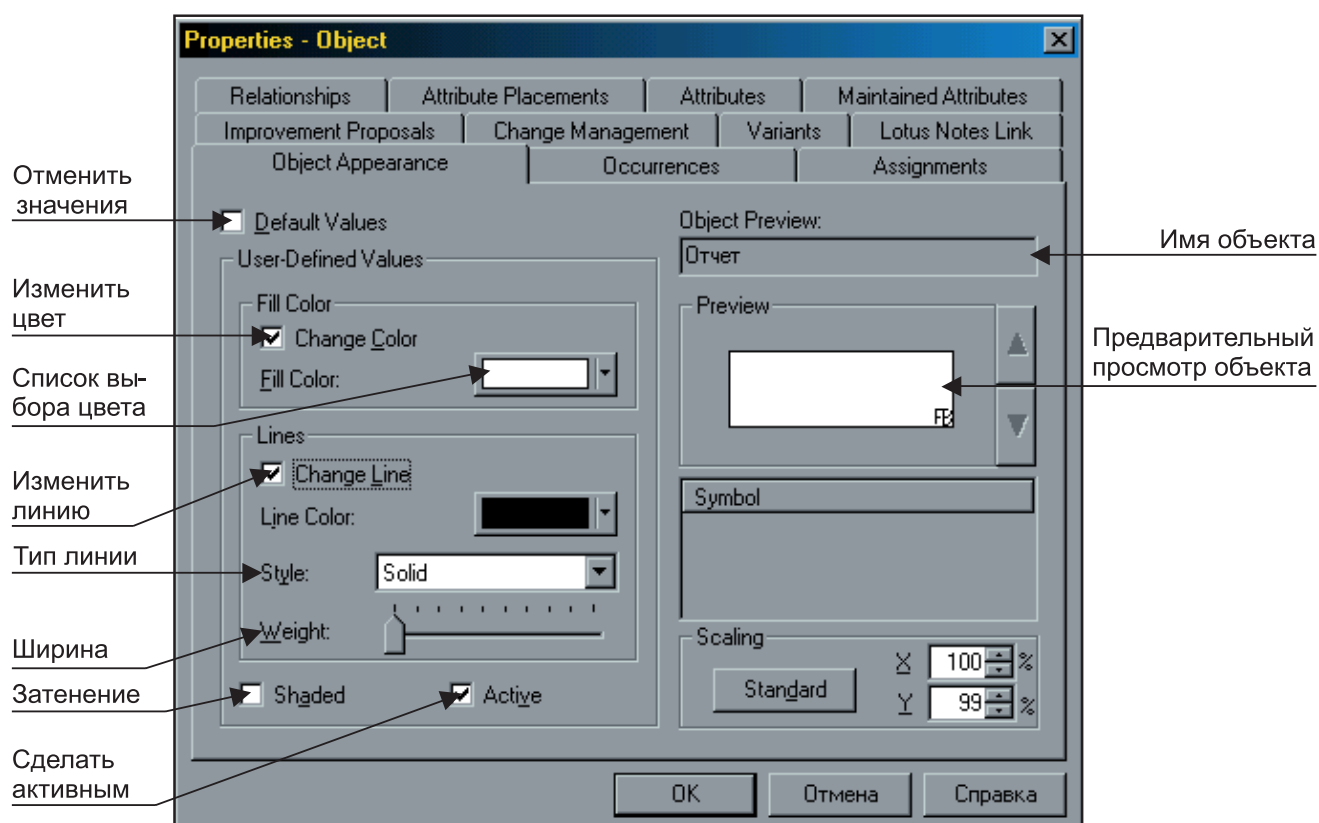 Properties - Object
Relationships Attribute Placements Attributes Maintained Attributes
Improvement Proposals Change Management Variants Lotus Notes Link
Object Appearance Occurrences Assignments
Отменить
значения
Default Values
User-Defined Values
Изменить
цвет
Fill Color
Change Color
Список вы-
бора цвета
Fill Color:
Lines
Изменить
линию
Change Line
Line Color:
Тип линии
Style: Solid
Ширина
Weight:
Затенение
Shaded Active
Сделать
активным
Object Preview:
Отчет
Имя объекта
Preview
Предварительный
просмотр объекта
Symbol
Scaling
Standard
X 100 %
Y 99 %
OK Отмена Справка